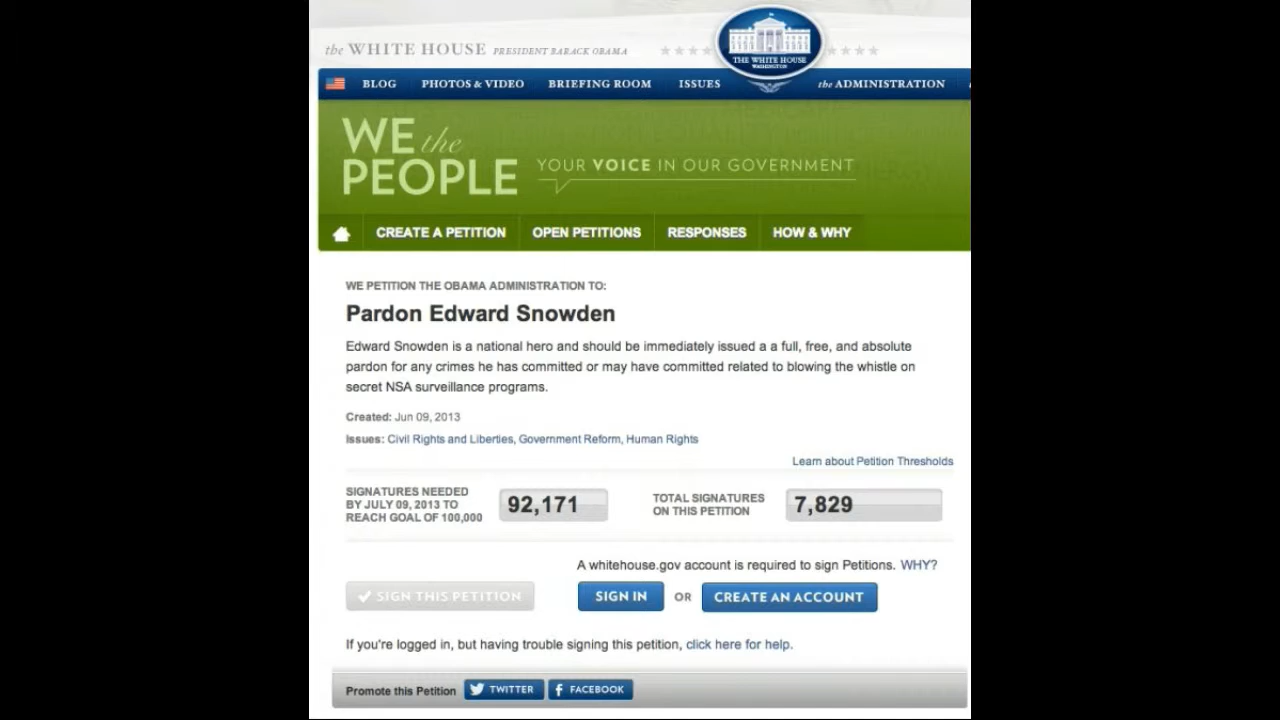 the WHITE HOUSE PRESIDENT BARACK OBAMA
THE WHITE HOUSE
WASHINGTON
BLOG PHOTOS & VIDEO BRIEFING ROOM ISSUES the ADMINISTRATION
WE the
PEOPLE
YOUR VOICE IN OUR GOVERNMENT
CREATE A PETITION OPEN PETITIONS RESPONSES HOW & WHY
WE PETITION THE OBAMA ADMINISTRATION TO:
Pardon Edward Snowden
Edward Snowden is a national hero and should be immediately issued a a full, free, and absolute
pardon for any crimes he has committed or may have committed related to blowing the whistle on
secret NSA surveillance programs.
Created: Jun 09, 2013
Issues: Civil Rights and Liberties, Government Reform, Human Rights
Learn about Petition Thresholds
SIGNATURES NEEDED
BY JULY 09, 2013 TO
REACH GOAL OF 100,000
92,171
TOTAL SIGNATURES
ON THIS PETITION
7,829
A whitehouse.gov account is required to sign Petitions. WHY?
SIGN THIS PETITION SIGN IN OR CREATE AN ACCOUNT
If you're logged in, but having trouble signing this petition, click here for help.
Promote this Petition TWITTER FACEBOOK